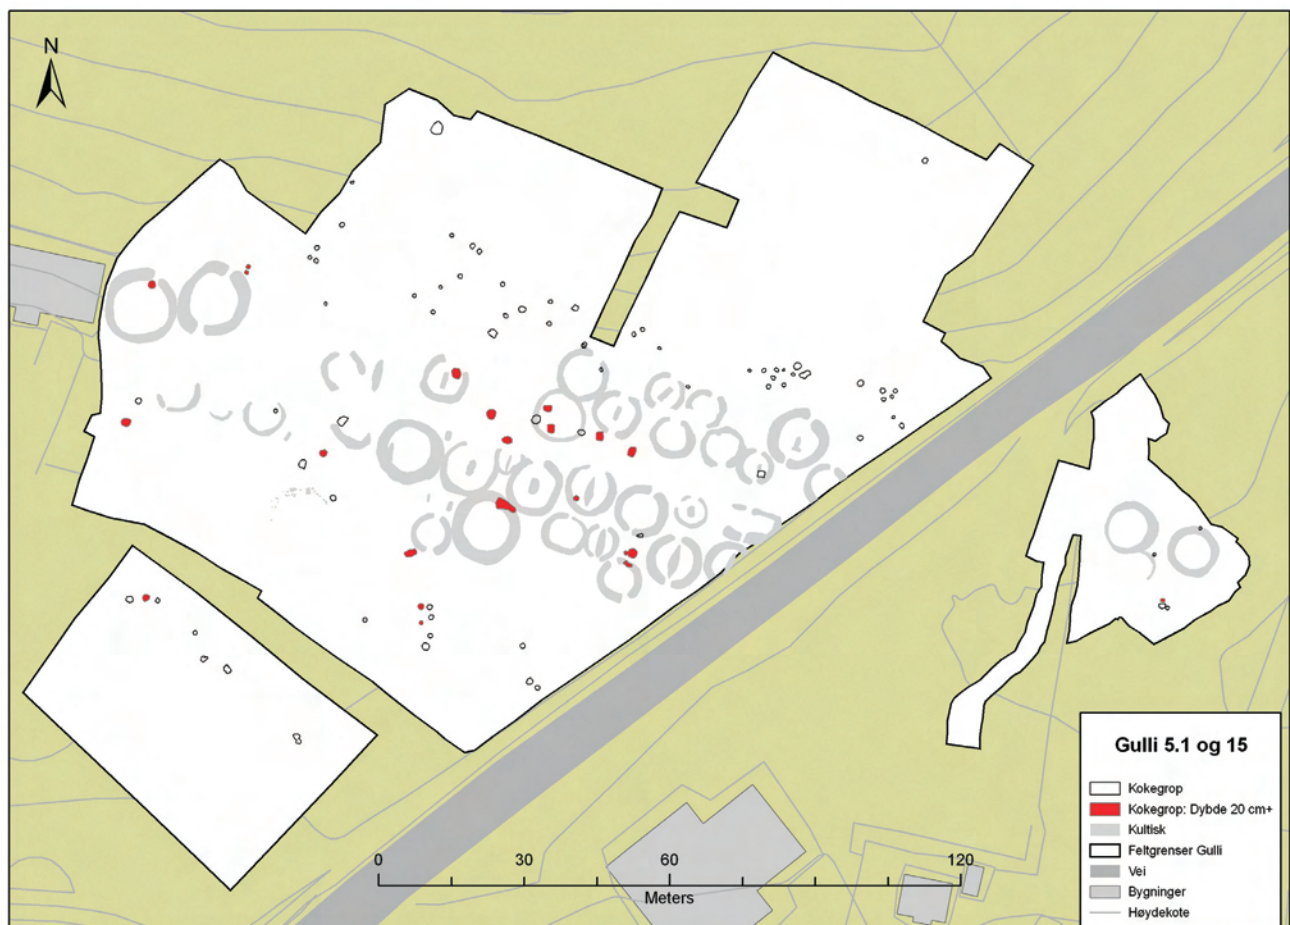 N
Gulli 5.1 og 15
Kokegrop
Kokegrop: Dybde 20 cm+
Kultisk
Feltgrenser Gulli
Vei
Bygninger
Høydekote
0 30 60 120
Meters